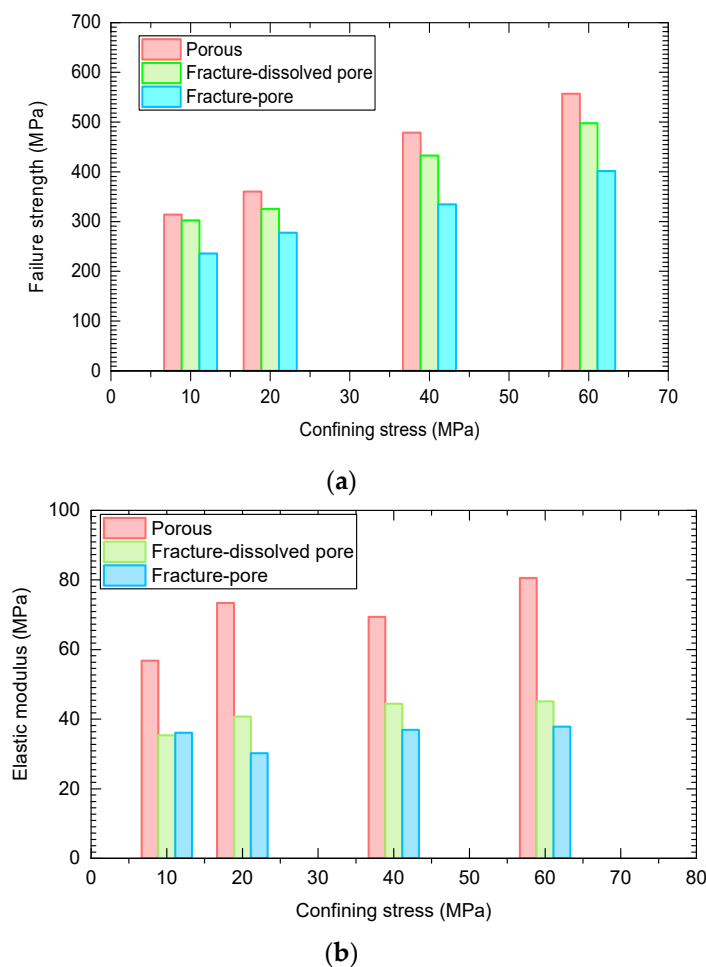 700
600
500
400
300
200
100
0
Failure strength (MPa)
Porous
Fracture-dissolved pore
Fracture-pore
0 10 20 30 40 50 60 70
Confining stress (MPa)
(a)
100
80
60
40
20
0
Elastic modulus (MPa)
Porous
Fracture-dissolved pore
Fracture-pore
0 10 20 30 40 50 60 70 80
Confining stress (MPa)
(b)